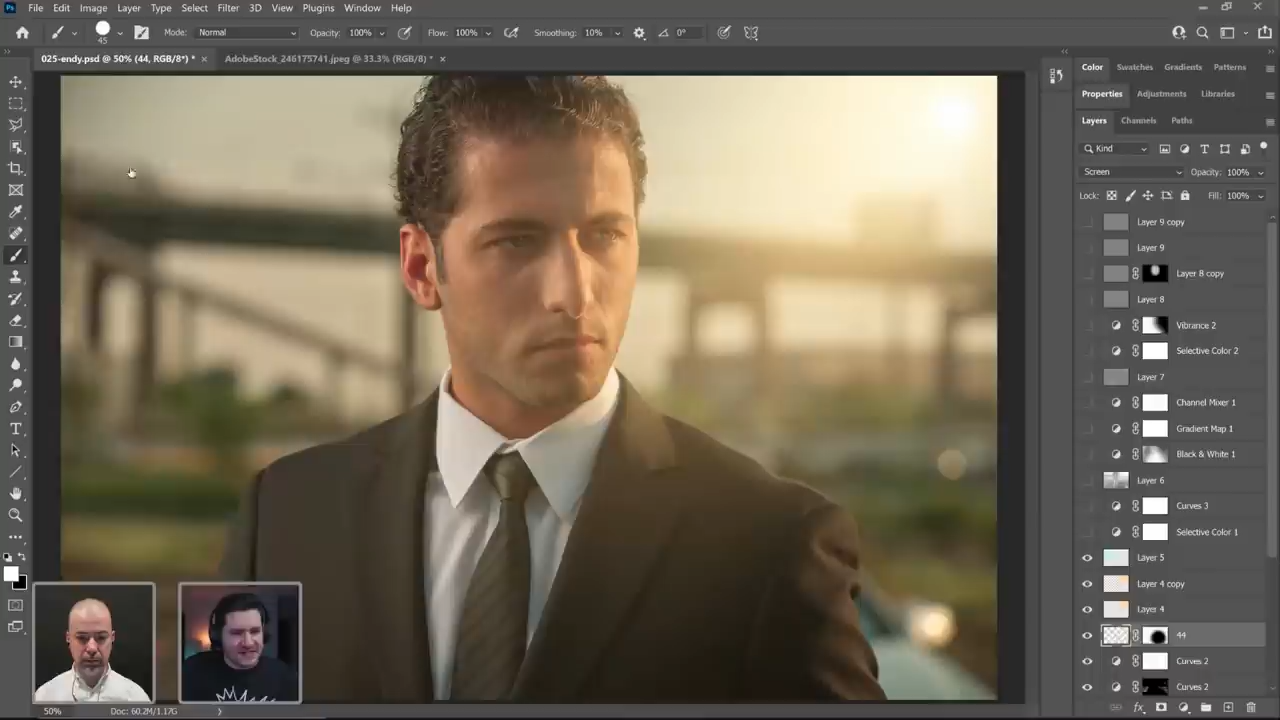 Ps File Edit Image Layer Type Select Filter 3D View Plugins Window Help
45 Mode: Normal Opacity: 100% Flow: 100% Smoothing: 10% 0°
025-endy.psd @ 50% (44, RGB/8*) * × AdobeStock_246175741.jpeg @ 33.3% (RGB/8) * ×
Color Swatches Gradients Patterns
Properties Adjustments Libraries
Layers Channels Paths
Kind
Screen Opacity: 100%
Lock: Fill: 100%
Layer 9 copy
Layer 9
Layer 8 copy
Layer 8
Vibrance 2
Selective Color 2
Layer 7
Channel Mixer 1
Gradient Map 1
Black & White 1
Layer 6
Curves 3
Selective Color 1
Layer 5
Layer 4 copy
Layer 4
44
Curves 2
Curves 2
50% Doc: 60.2M/1.17G